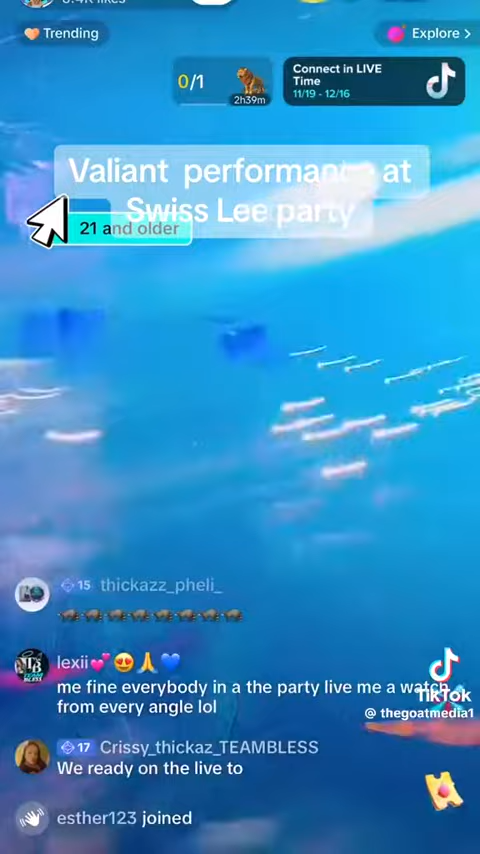 Trending
Explore >
0/1
2h39m
Connect in LIVE
Time
11/19 - 12/16
Valiant performance at
Swiss Lee party
21 and older
15 thickazz_pheli_
lexii💕😍🙏💙
me fine everybody in a the party live me a watch
from every angle lol
TikTok
@ thegoatmedia1
17 Crissy_thickaz_TEAMBLESS
We ready on the live to
esther123 joined